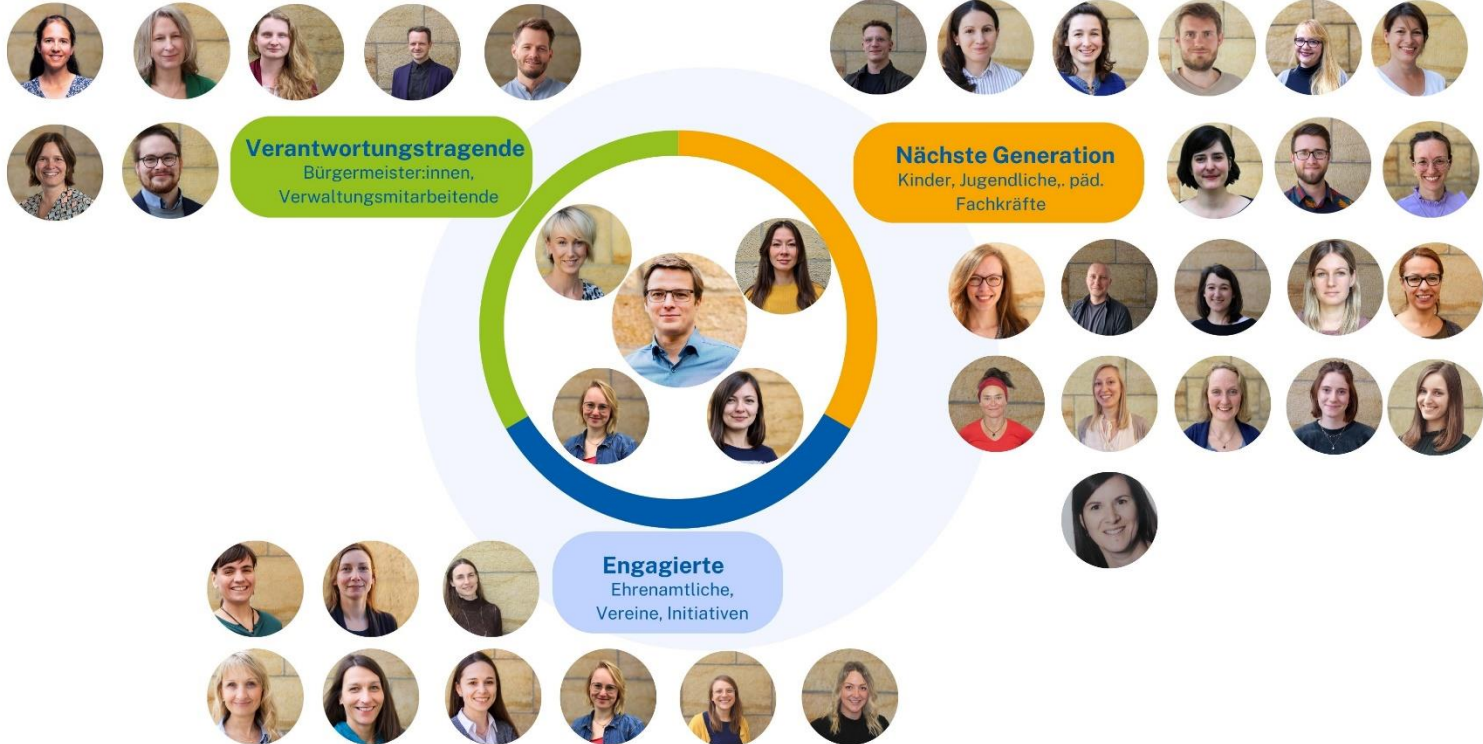 Verantwortungstragende
Bürgermeister:innen,
Verwaltungsmitarbeitende
Nächste Generation
Kinder, Jugendliche,. päd.
Fachkräfte
Engagierte
Ehrenamtliche,
Vereine, Initiativen